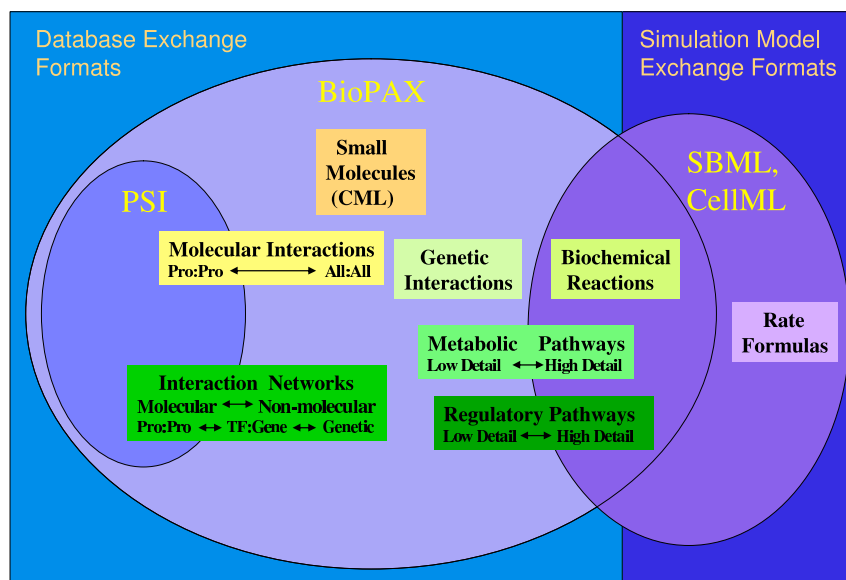 Database Exchange
Formats
Simulation Model
Exchange Formats
BioPAX
Small
Molecules
(CML)
SBML,
CellML
PSI
Molecular Interactions
Pro:Pro All:All
Genetic
Interactions
Biochemical
Reactions
Rate
Formulas
Metabolic Pathways
Low Detail High Detail
Interaction Networks
Molecular Non-molecular
Pro:Pro TF:Gene Genetic
Regulatory Pathways
Low Detail High Detail